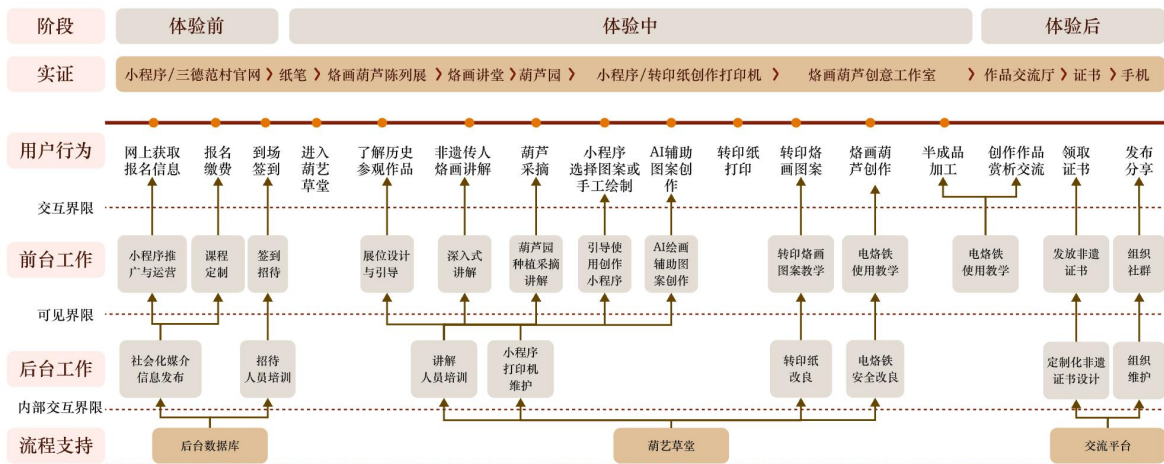 阶段
体验前
体验中
体验后
实证
小程序/三德范村官网
纸笔
烙画葫芦陈列展
烙画讲堂
葫芦园
小程序/转印纸创作打印机
烙画葫芦创意工作室
作品交流厅
证书
手机
用户行为
网上获取
报名信息
报名
缴费
到场
签到
进入
葫艺
草堂
了解历史
参观作品
非遗传人
烙画讲解
葫芦
采摘
小程序
选择图案或
手工绘制
AI辅助
图案创
作
转印纸
打印
转印烙
画图案
烙画葫
芦创作
半成品
加工
创作作品
赏析交流
领取
证书
发布
分享
交互界限
前台工作
小程序推
广与运营
课程
定制
签到
招待
展位设计
与引导
深入式
讲解
葫芦园
种植采摘
讲解
引导使
用创作
小程序
AI绘画
辅助图
案创作
转印烙画
图案教学
电烙铁
使用教学
电烙铁
使用教学
发放非遗
证书
组织
社群
可见界限
后台工作
社会化媒介
信息发布
招待
人员培训
讲解
人员培训
小程序
打印机
维护
转印纸
改良
电烙铁
安全改良
定制化非遗
证书设计
组织
维护
内部交互界限
流程支持
后台数据库
葫艺草堂
交流平台